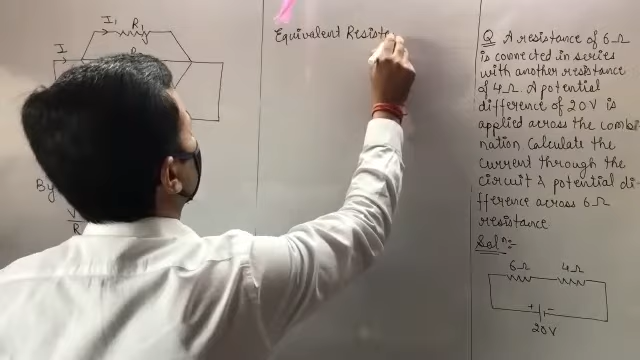 I₁ R₁
I
By
V
R
Equivalent Resiste
Q A resistance of 6Ω
is connected in series
with another resistance
of 4Ω. A potential
difference of 20V is
applied across the combi-
nation calculate the
current through the
circuit & potential di-
fference across 6Ω
resistance
Solⁿ:-
6Ω 4Ω
+ -
20V